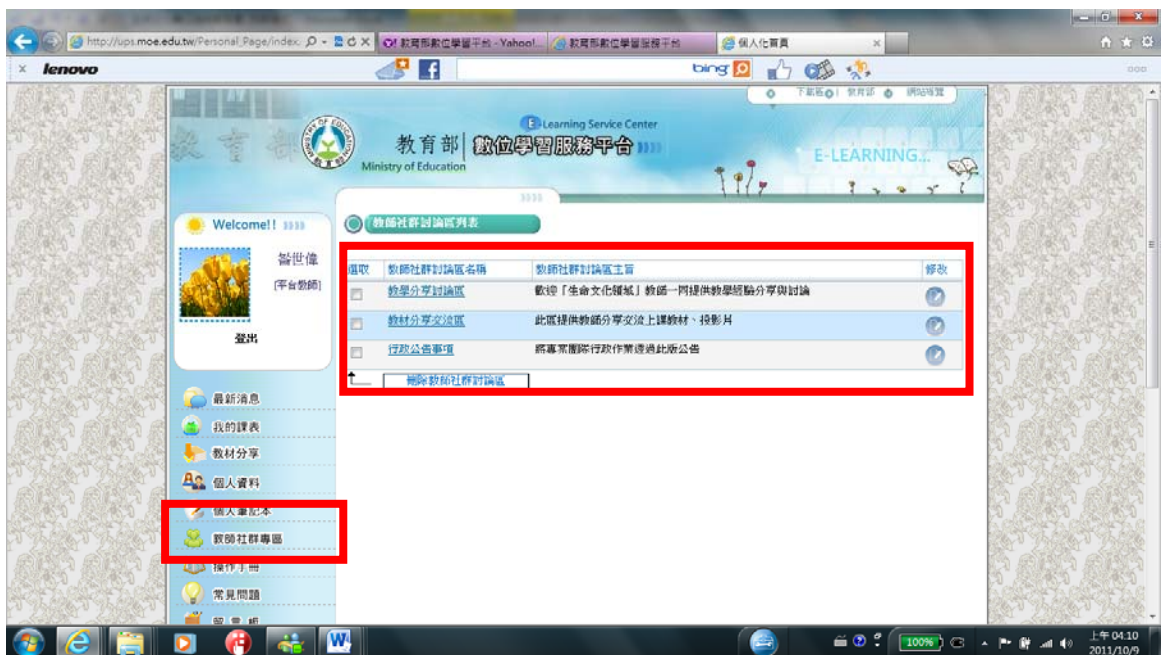 http://ups.moe.edu.tw/Personal_Page/index.
教育部數位學習平台 - Yahoo!...
教育部數位學習服務平台
個人化首頁
lenovo
bing
下載區
教育部
網站導覽
教育部
MINISTRY OF EDUCATION
教育部
Ministry of Education
E-Learning Service Center
數位學習服務平台
E-LEARNING...
Welcome!!
教師社群討論區列表
[平台教師]
登出
選取 教師社群討論區名稱 教師社群討論區主旨 修改
教學分享討論區 歡迎「生命文化領域」教師一同提供教學經驗分享與討論
教材分享交流區 此區提供教師分享交流上課教材、投影片
行政公告事項 將專案團隊行政作業透過此版公告
刪除教師社群討論區
最新消息
我的課表
教材分享
個人資料
個人筆記本
教師社群專區
操作手冊
常見問題
留言板
100%
上午 04:10
2011/10/9